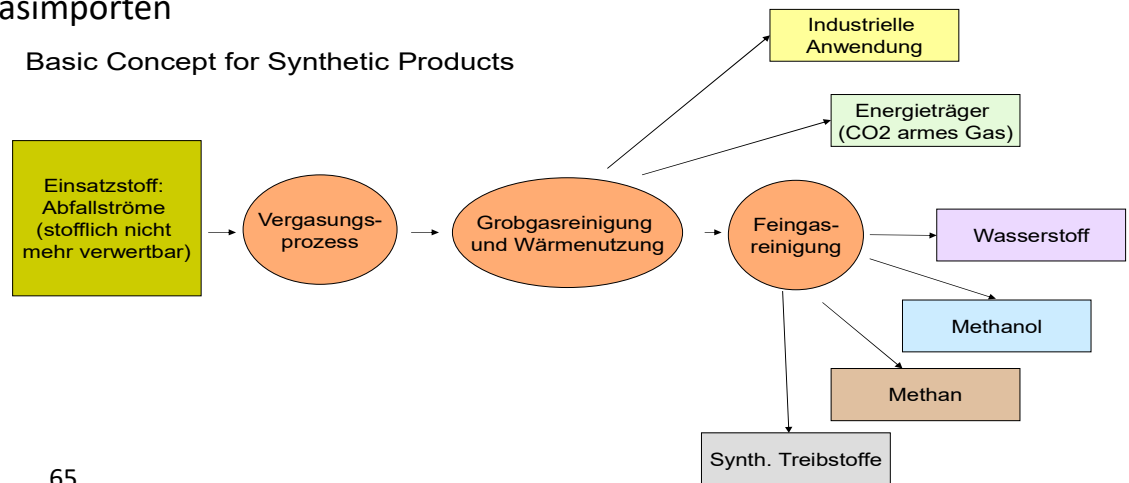 asimporten
Basic Concept for Synthetic Products
Industrielle
Anwendung
Energieträger
(CO2 armes Gas)
Einsatzstoff:
Abfallströme
(stofflich nicht
mehr verwertbar)
Vergasungs-
prozess
Grobgasreinigung
und Wärmenutzung
Feingas-
reinigung
Wasserstoff
Methanol
Methan
Synth. Treibstoffe
65